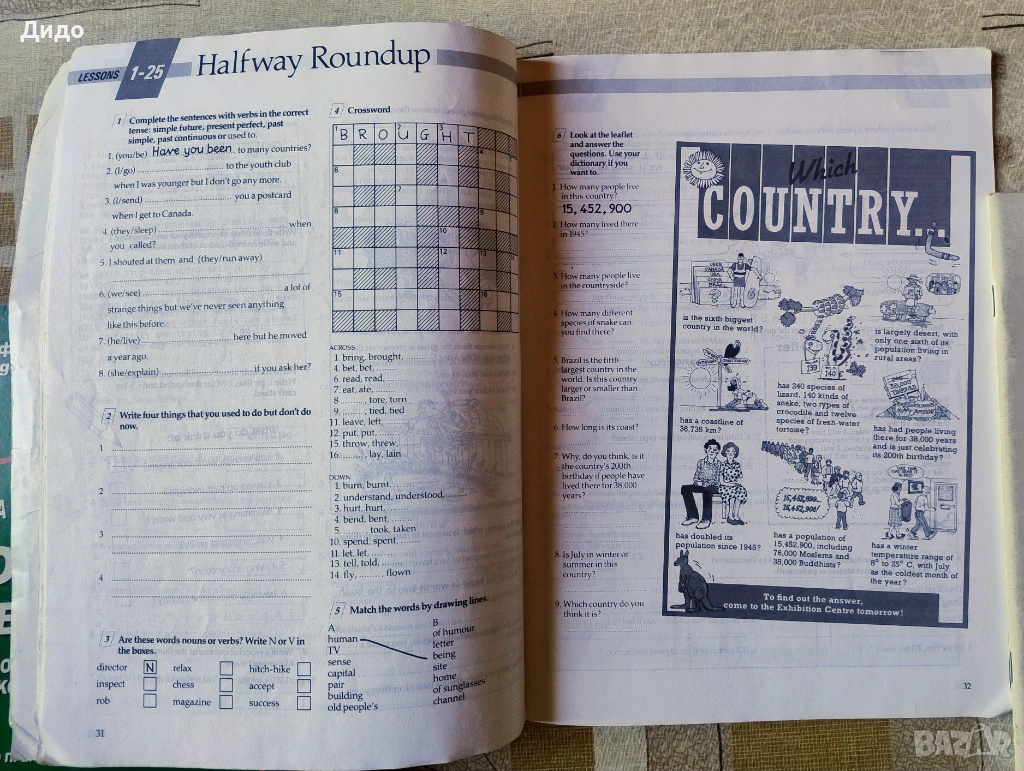 Дидо
LESSONS 1-25 Halfway Roundup
1 Complete the sentences with verbs in the correct
tense: simple future, present perfect, past
simple, past continuous or used to.
1. (you/be) Have you been to many countries?
2. (I/go) to the youth club
when I was younger but I don't go any more.
3. (I/send) you a postcard
when I get to Canada.
4. (they/sleep) when
you called?
5. I shouted at them and (they/run away)
6. (we/see) a lot of
strange things but we've never seen anything
like this before.
7. (he/live) here but he moved
a year ago.
8. (she/explain) if you ask her?
2 Write four things that you used to do but don't do
now.
1
2
3
4
3 Are these words nouns or verbs? Write N or V in
the boxes.
director N relax hitch-hike
inspect chess accept
rob magazine success
31
4 Crossword
1 B R O 2 U G H 3 T
4
6
7
8 9
10
11 12 13
15 16
ACROSS
1. bring, brought, ........
4. bet, bet, ........
6. read, read, ........
7. eat, ate, ........
8. ........, tore, torn
9. ........, tied, tied
11. leave, left, ........
12. put, put, ........
15. throw, threw, ........
16. ........, lay, lain
DOWN
1. burn, burnt, ........
2. understand, understood, ........
3. hurt, hurt, ........
4. bend, bent, ........
5. ........, took, taken
10. spend, spent, ........
11. let, let, ........
13. tell, told, ........
14. fly, ........, flown
5 Match the words by drawing lines.
A B
human of humour
TV letter
sense being
capital site
pair home
building of sunglasses
old people's channel
6 Look at the leaflet
and answer the
questions. Use your
dictionary if you
want to.
1. How many people live
in this country?
15,452,900
2. How many lived there
in 1945?
3. How many people live
in the countryside?
4. How many different
species of snake can
you find there?
5. Brazil is the fifth
largest country in the
world. Is this country
larger or smaller than
Brazil?
6. How long is its coast?
7. Why, do you think, is it
the country's 200th
birthday if people have
lived there for 38,000
years?
8. Is July in winter or
summer in this
country?
9. Which country do you
think it is?
Which
COUNTRY...
is the sixth biggest
country in the world?
is largely desert, with
only one sixth of its
population living in
rural areas?
139
140
has a coastline of
36,735 km?
has 240 species of
lizard, 140 kinds of
snake, two types of
crocodile and twelve
species of fresh-water
tortoise?
has had people living
there for 38,000 years
and is just celebrating
its 200th birthday?
15,452,899...
15,452,900!
has doubled its
population since 1945?
has a population of
15,452,900, including
76,000 Moslems and
35,000 Buddhists?
has a winter
temperature range of
8° to 25° C, with July
as the coldest month of
the year?
To find out the answer,
come to the Exhibition Centre tomorrow!
32
BAZAR